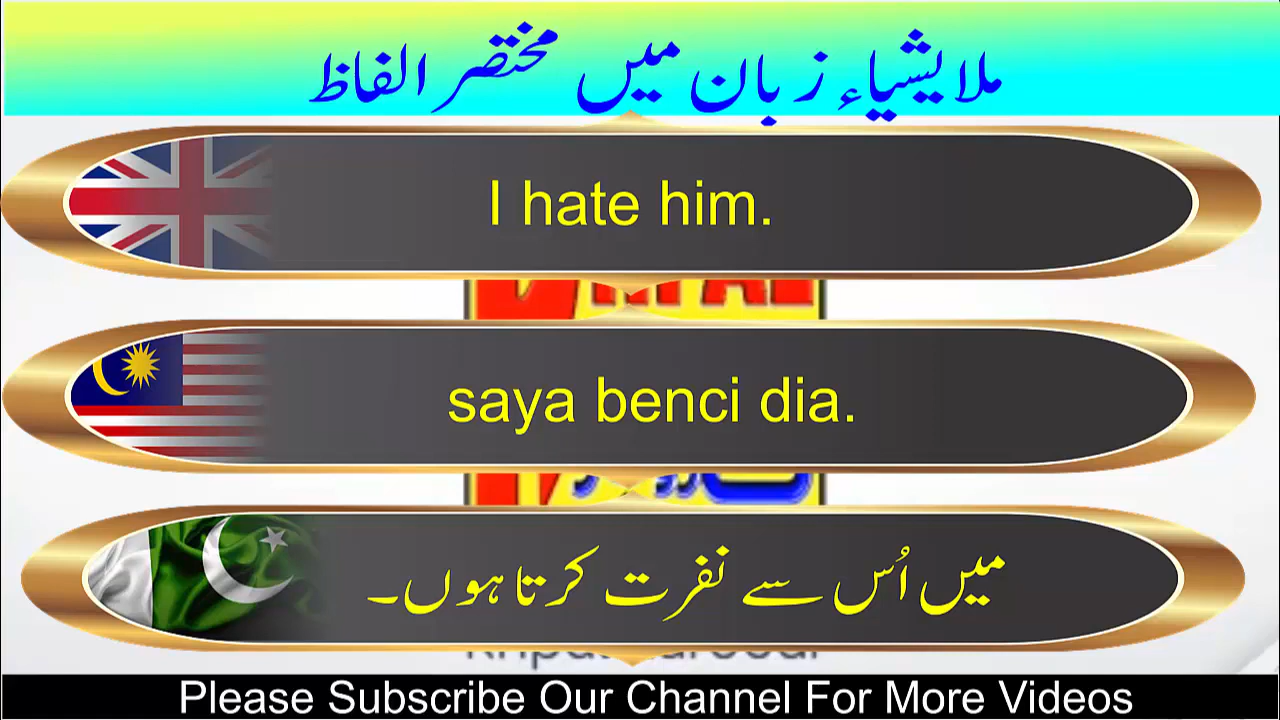 ملایشیاء زبان میں مختصر الفاظ
I hate him.
saya benci dia.
میں اُس سے نفرت کرتا ہوں۔
Please Subscribe Our Channel For More Videos